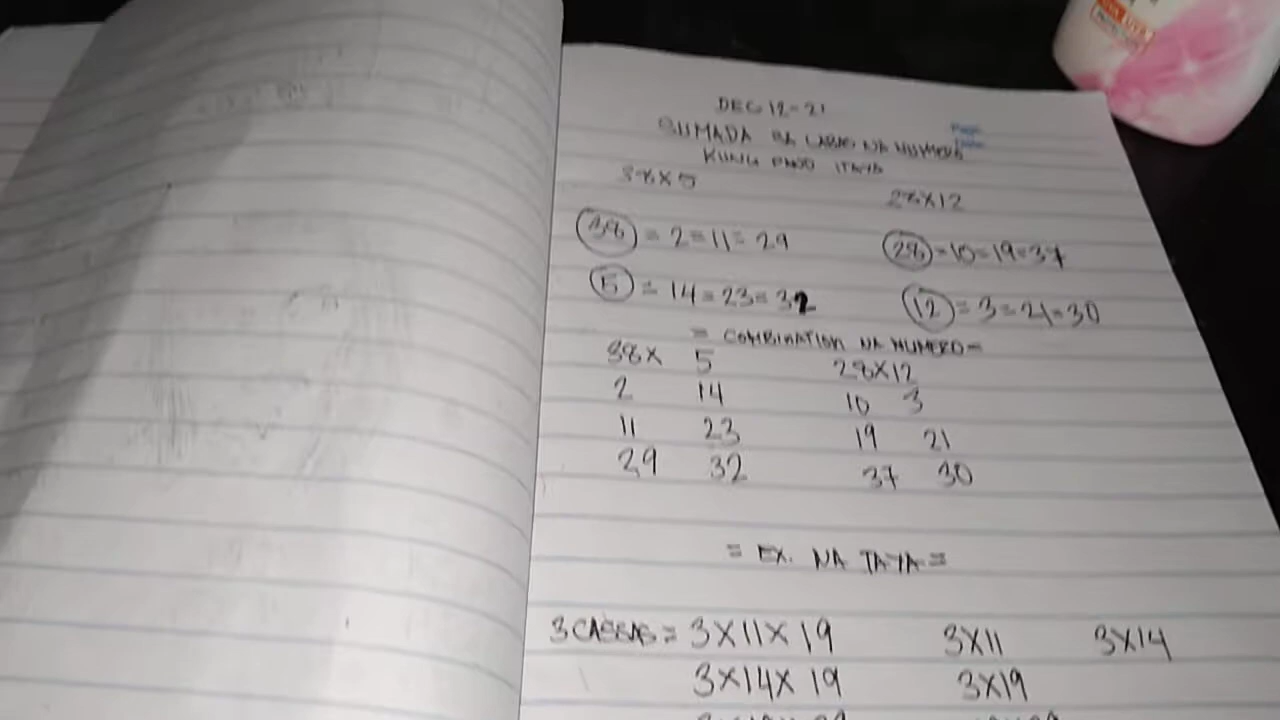 DEC 12-21
SUMADA SA LABAS NA NUMERO
KUNG PANO ITAYA
38X5 28X12
38 = 2=11=29 28=10=19=37
5 = 14=23=32 12 = 3=21=30
= COMBINATION NA NUMERO=
38X 5 28X12
2 14 10 3
11 23 19 21
29 32 37 30
= EX. NA TAYA=
3X11X19 3X11 3X14
3X14X19 3X19